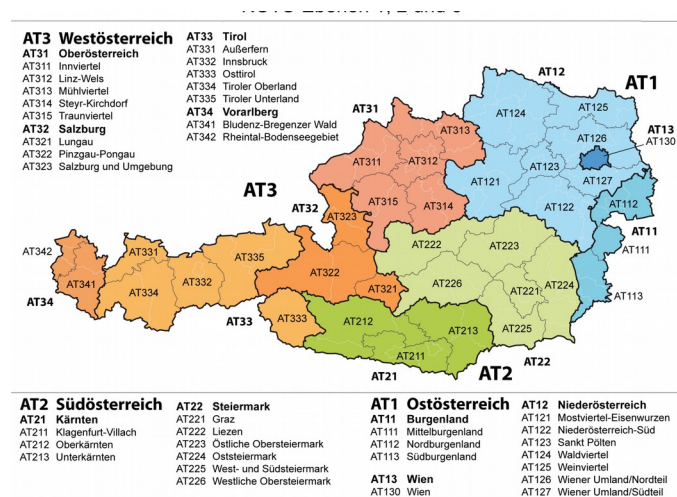 AT3 Westösterreich
AT31 Oberösterreich
AT311 Innviertel
AT312 Linz-Wels
AT313 Mühlviertel
AT314 Steyr-Kirchdorf
AT315 Traunviertel
AT32 Salzburg
AT321 Lungau
AT322 Pinzgau-Pongau
AT323 Salzburg und Umgebung
AT33 Tirol
AT331 Außerfern
AT332 Innsbruck
AT333 Osttirol
AT334 Tiroler Oberland
AT335 Tiroler Unterland
AT34 Vorarlberg
AT341 Bludenz-Bregenzer Wald
AT342 Rheintal-Bodenseegebiet
AT12
AT1
AT124
AT125
AT31
AT313
AT126
AT13
AT130
AT311
AT312
AT123
AT121
AT127
AT3
AT315
AT314
AT122
AT112
AT32
AT323
AT11
AT342
AT331
AT335
AT222
AT223
AT111
AT341
AT334
AT332
AT322
AT321
AT226
AT221
AT224
AT113
AT34
AT33
AT333
AT212
AT213
AT225
AT211
AT22
AT21
AT2
AT2 Südösterreich
AT21 Kärnten
AT211 Klagenfurt-Villach
AT212 Oberkärnten
AT213 Unterkärnten
AT22 Steiermark
AT221 Graz
AT222 Liezen
AT223 Östliche Obersteiermark
AT224 Oststeiermark
AT225 West- und Südsteiermark
AT226 Westliche Obersteiermark
AT1 Ostösterreich
AT11 Burgenland
AT111 Mittelburgenland
AT112 Nordburgenland
AT113 Südburgenland
AT13 Wien
AT130 Wien
AT12 Niederösterreich
AT121 Mostviertel-Eisenwurzen
AT122 Niederösterreich-Süd
AT123 Sankt Pölten
AT124 Waldviertel
AT125 Weinviertel
AT126 Wiener Umland/Nordteil
AT127 Wiener Umland/Südteil